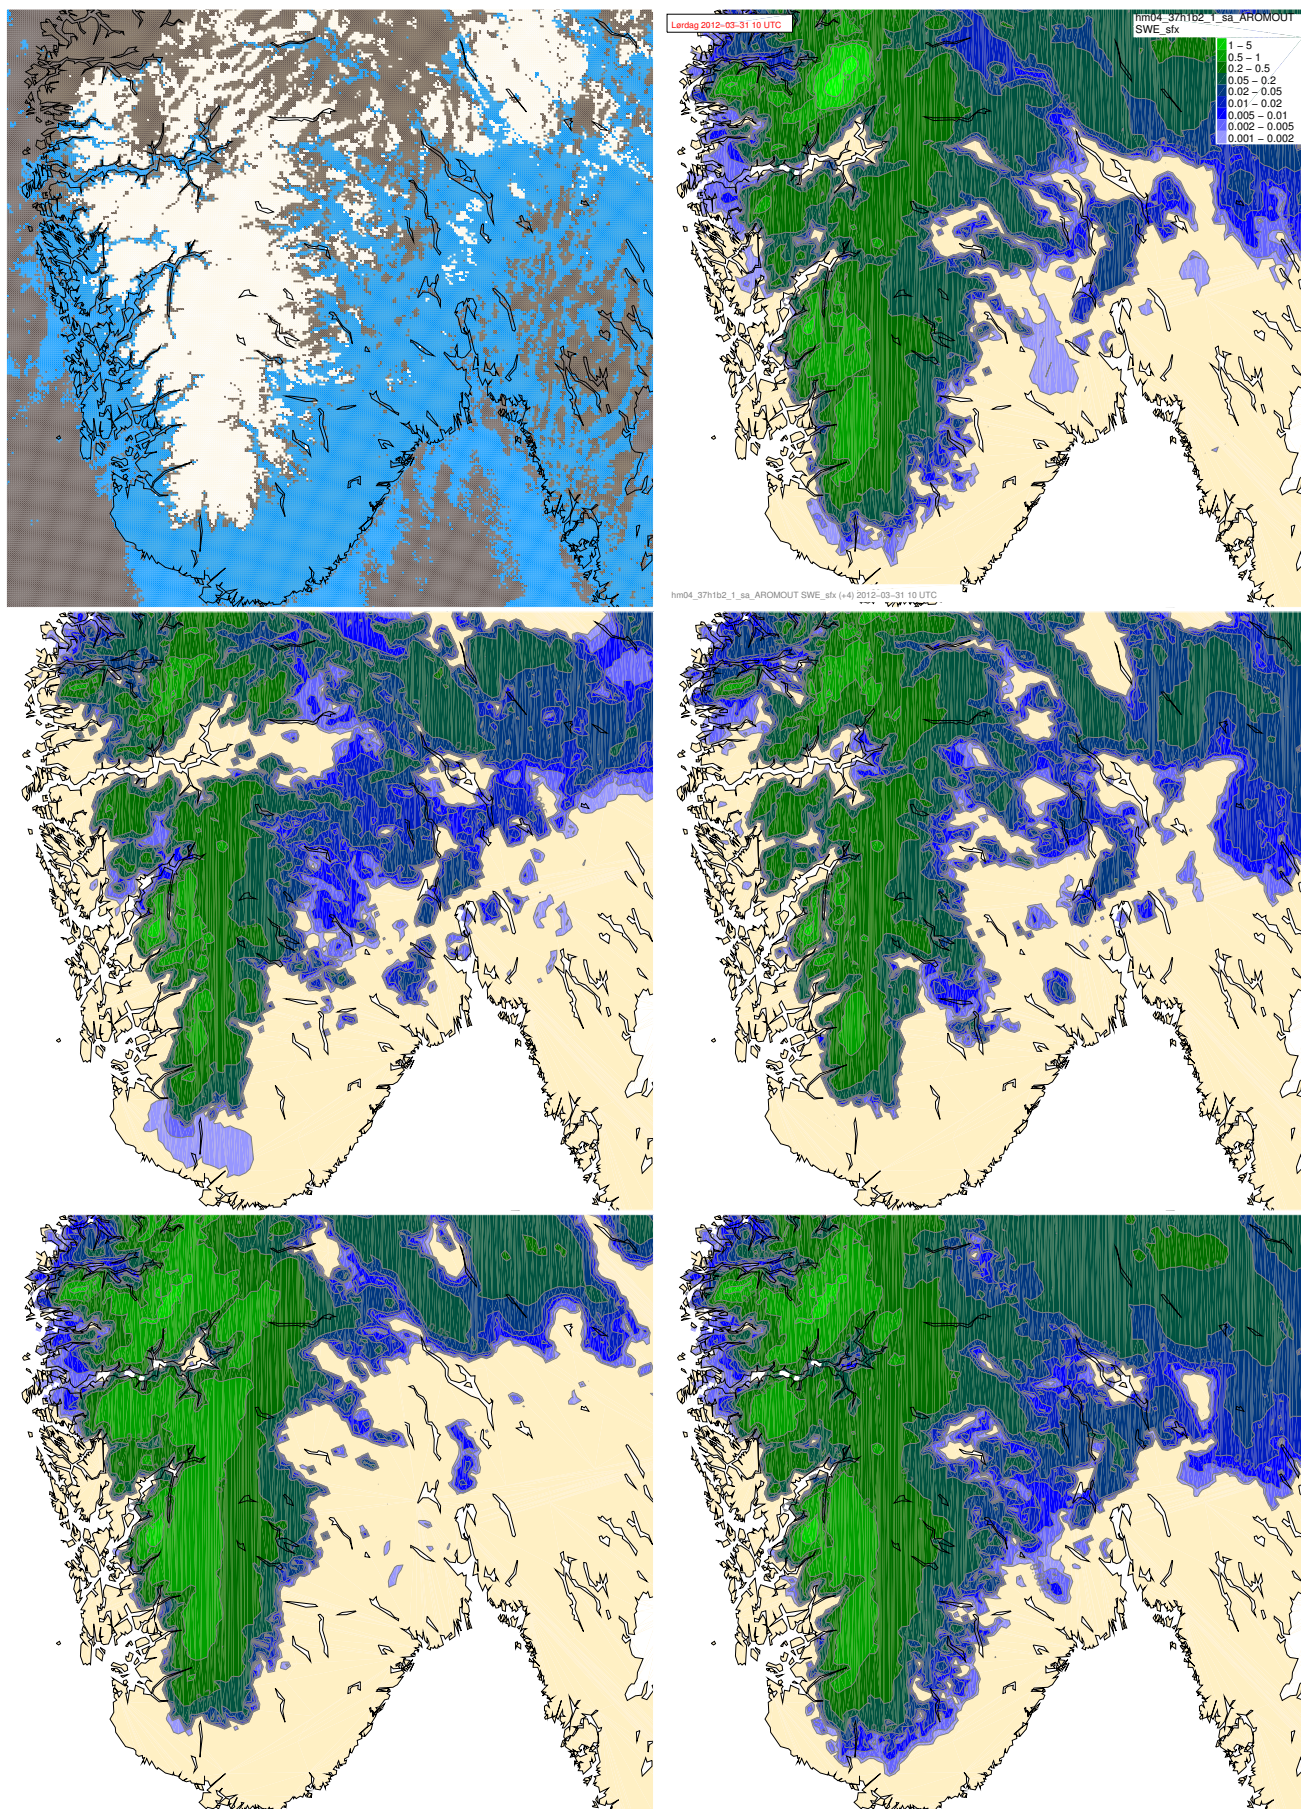 Lørdag 2012−03−31 10 UTC
hm04_37h1b2_1_sa_AROMOUT
SWE_sfx
1 − 5
0.5 − 1
0.2 − 0.5
0.05 − 0.2
0.02 − 0.05
0.01 − 0.02
0.005 − 0.01
0.002 − 0.005
0.001 − 0.002
hm04_37h1b2_1_sa_AROMOUT SWE_sfx (+4) 2012−03−31 10 UTC